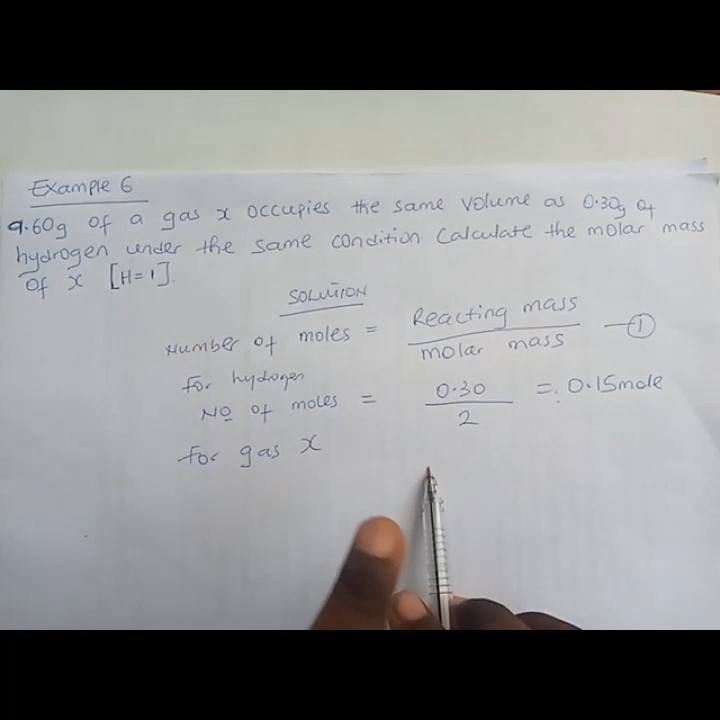 Example 6
9.60g of a gas x occupies the same volume as 0.30g of
hydrogen under the same condition calculate the molar mass
of x [H=1].
SOLUTION
Number of moles = Reacting mass / molar mass —①
for hydrogen
No of moles = 0.30 / 2 = 0.15mole
for gas x